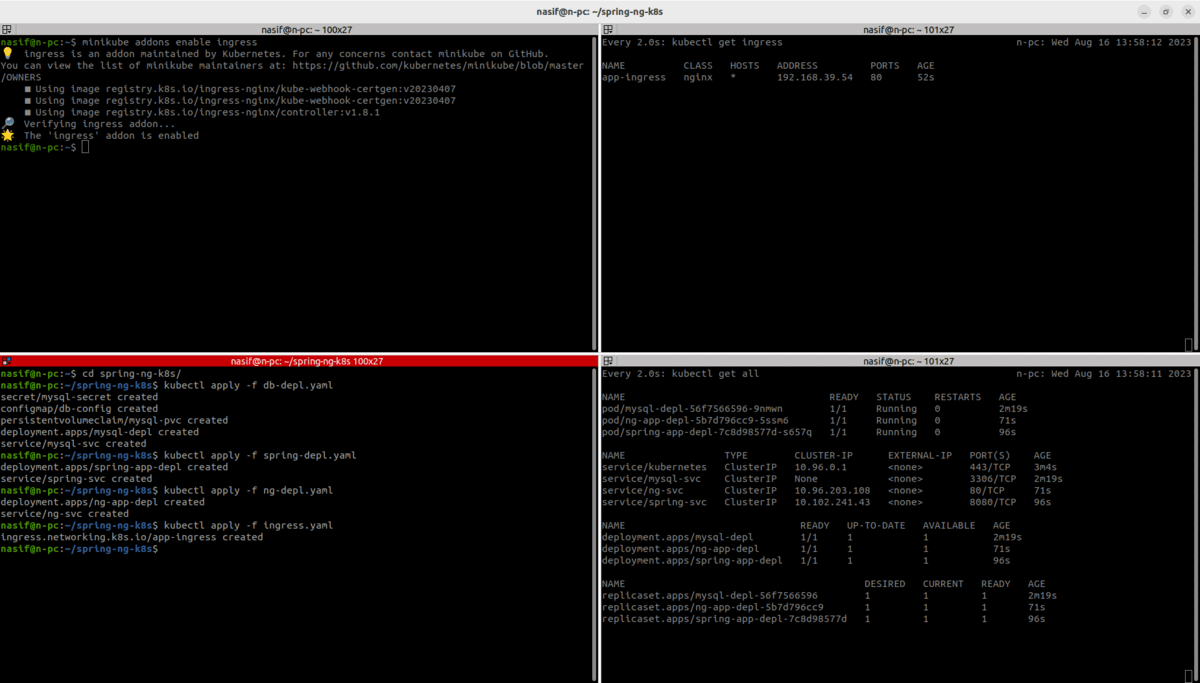 nasif@n-pc: ~/spring-ng-k8s
nasif@n-pc: ~ 100x27
nasif@n-pc:~$ minikube addons enable ingress
ingress is an addon maintained by Kubernetes. For any concerns contact minikube on GitHub.
You can view the list of minikube maintainers at: https://github.com/kubernetes/minikube/blob/master
/OWNERS
■ Using image registry.k8s.io/ingress-nginx/kube-webhook-certgen:v20230407
■ Using image registry.k8s.io/ingress-nginx/kube-webhook-certgen:v20230407
■ Using image registry.k8s.io/ingress-nginx/controller:v1.8.1
Verifying ingress addon...
The 'ingress' addon is enabled
nasif@n-pc:~$
nasif@n-pc: ~ 101x27
Every 2.0s: kubectl get ingress n-pc: Wed Aug 16 13:58:12 2023
NAME CLASS HOSTS ADDRESS PORTS AGE
app-ingress nginx * 192.168.39.54 80 52s
nasif@n-pc: ~/spring-ng-k8s 100x27
nasif@n-pc:~$ cd spring-ng-k8s/
nasif@n-pc:~/spring-ng-k8s$ kubectl apply -f db-depl.yaml
secret/mysql-secret created
configmap/db-config created
persistentvolumeclaim/mysql-pvc created
deployment.apps/mysql-depl created
service/mysql-svc created
nasif@n-pc:~/spring-ng-k8s$ kubectl apply -f spring-depl.yaml
deployment.apps/spring-app-depl created
service/spring-svc created
nasif@n-pc:~/spring-ng-k8s$ kubectl apply -f ng-depl.yaml
deployment.apps/ng-app-depl created
service/ng-svc created
nasif@n-pc:~/spring-ng-k8s$ kubectl apply -f ingress.yaml
ingress.networking.k8s.io/app-ingress created
nasif@n-pc:~/spring-ng-k8s$
nasif@n-pc: ~ 101x27
Every 2.0s: kubectl get all n-pc: Wed Aug 16 13:58:11 2023
NAME READY STATUS RESTARTS AGE
pod/mysql-depl-56f7566596-9nmwn 1/1 Running 0 2m19s
pod/ng-app-depl-5b7d796cc9-5ssm6 1/1 Running 0 71s
pod/spring-app-depl-7c8d98577d-s657q 1/1 Running 0 96s
NAME TYPE CLUSTER-IP EXTERNAL-IP PORT(S) AGE
service/kubernetes ClusterIP 10.96.0.1 <none> 443/TCP 3m4s
service/mysql-svc ClusterIP None <none> 3306/TCP 2m19s
service/ng-svc ClusterIP 10.96.203.108 <none> 80/TCP 71s
service/spring-svc ClusterIP 10.102.241.43 <none> 8080/TCP 96s
NAME READY UP-TO-DATE AVAILABLE AGE
deployment.apps/mysql-depl 1/1 1 1 2m19s
deployment.apps/ng-app-depl 1/1 1 1 71s
deployment.apps/spring-app-depl 1/1 1 1 96s
NAME DESIRED CURRENT READY AGE
replicaset.apps/mysql-depl-56f7566596 1 1 1 2m19s
replicaset.apps/ng-app-depl-5b7d796cc9 1 1 1 71s
replicaset.apps/spring-app-depl-7c8d98577d 1 1 1 96s